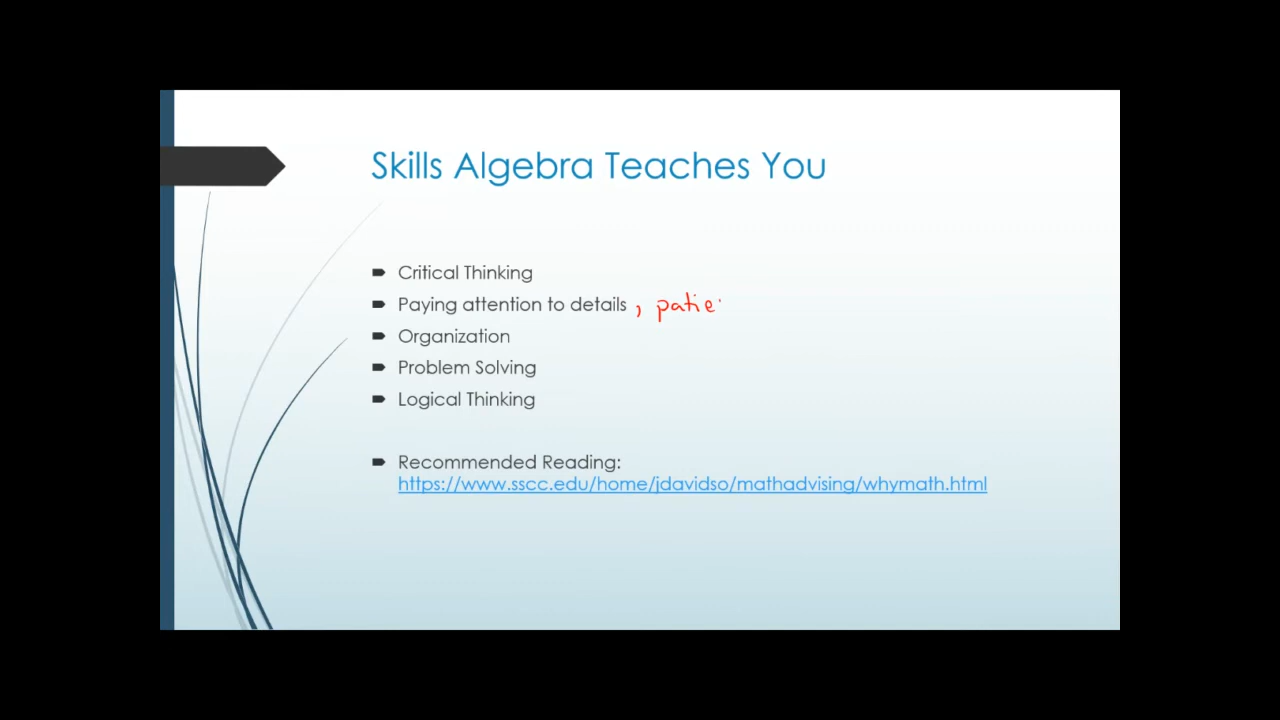 Skills Algebra Teaches You
Critical Thinking
Paying attention to details , patie
Organization
Problem Solving
Logical Thinking
Recommended Reading:
https://www.sscc.edu/home/jdavidso/mathadvising/whymath.html